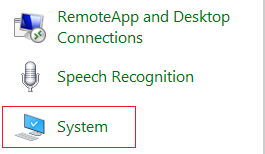 RemoteApp and Desktop
Connections
Speech Recognition
System